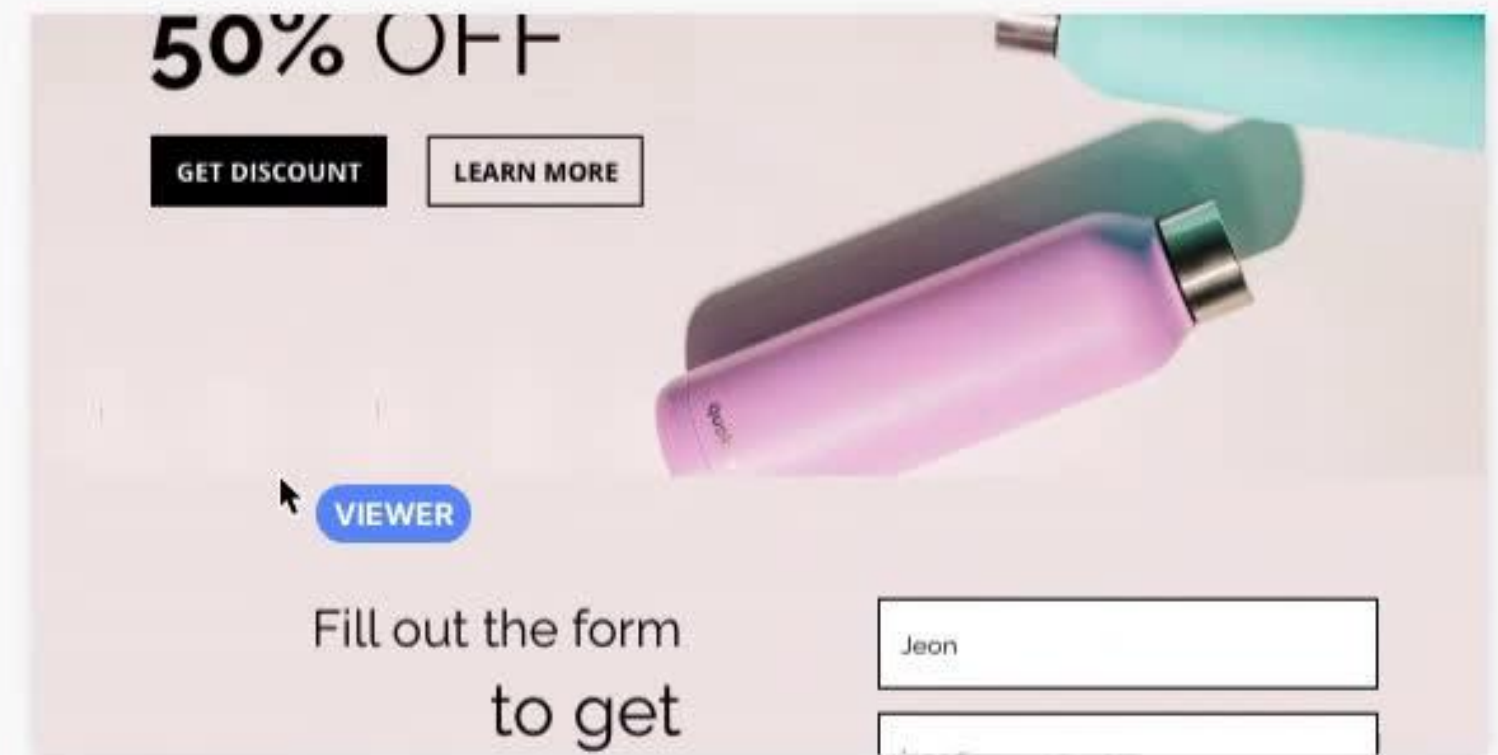 50% OFF
GET DISCOUNT
LEARN MORE
VIEWER
Fill out the form
to get
Jeon